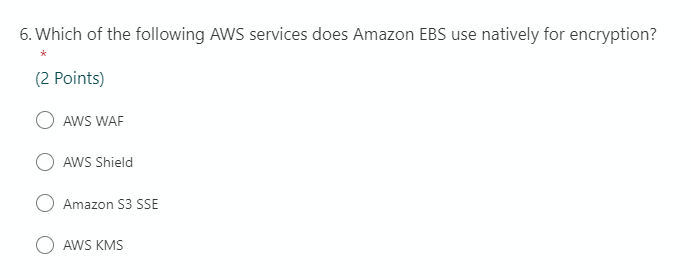 6. Which of the following AWS services does Amazon EBS use natively for encryption?
*
(2 Points)
AWS WAF
AWS Shield
Amazon S3 SSE
AWS KMS